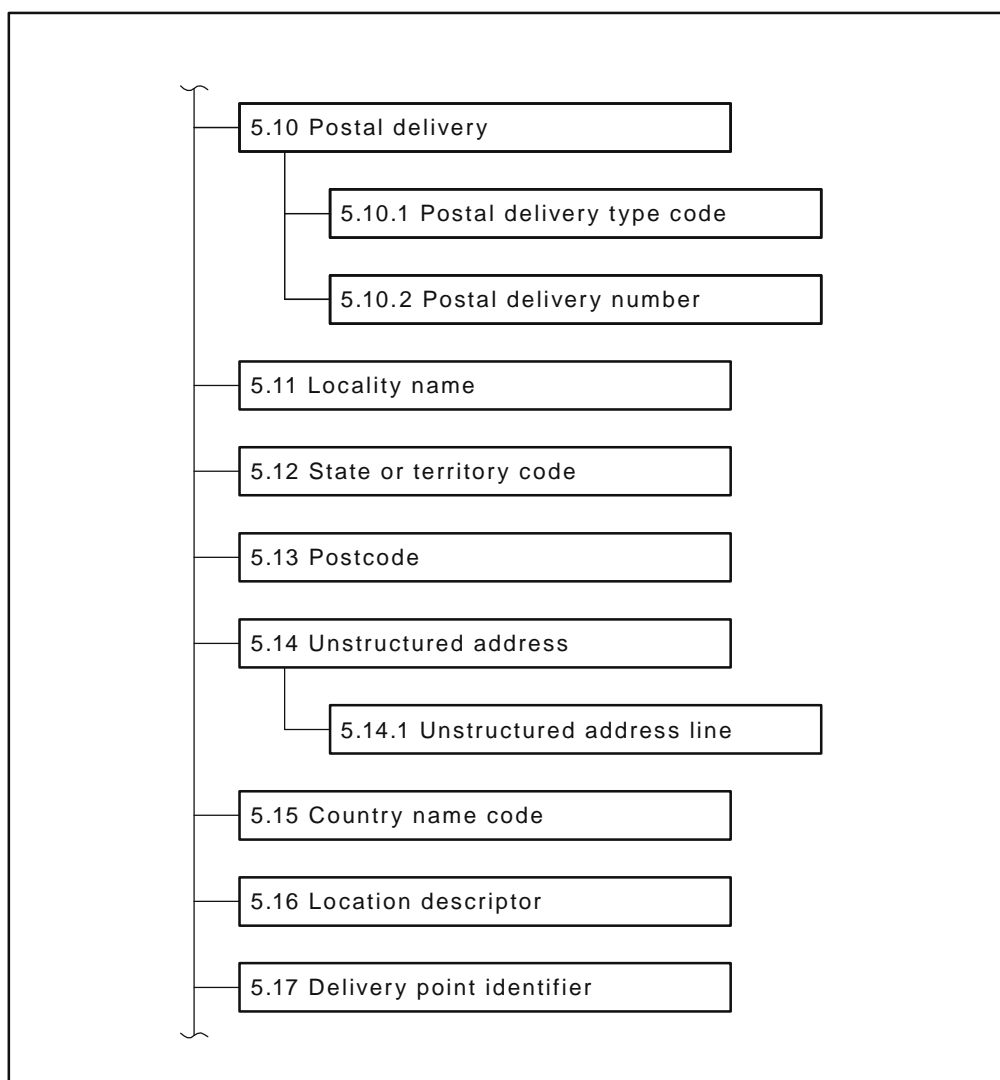 5.10 Postal delivery
5.10.1 Postal delivery type code
5.10.2 Postal delivery number
5.11 Locality name
5.12 State or territory code
5.13 Postcode
5.14 Unstructured address
5.14.1 Unstructured address line
5.15 Country name code
5.16 Location descriptor
5.17 Delivery point identifier